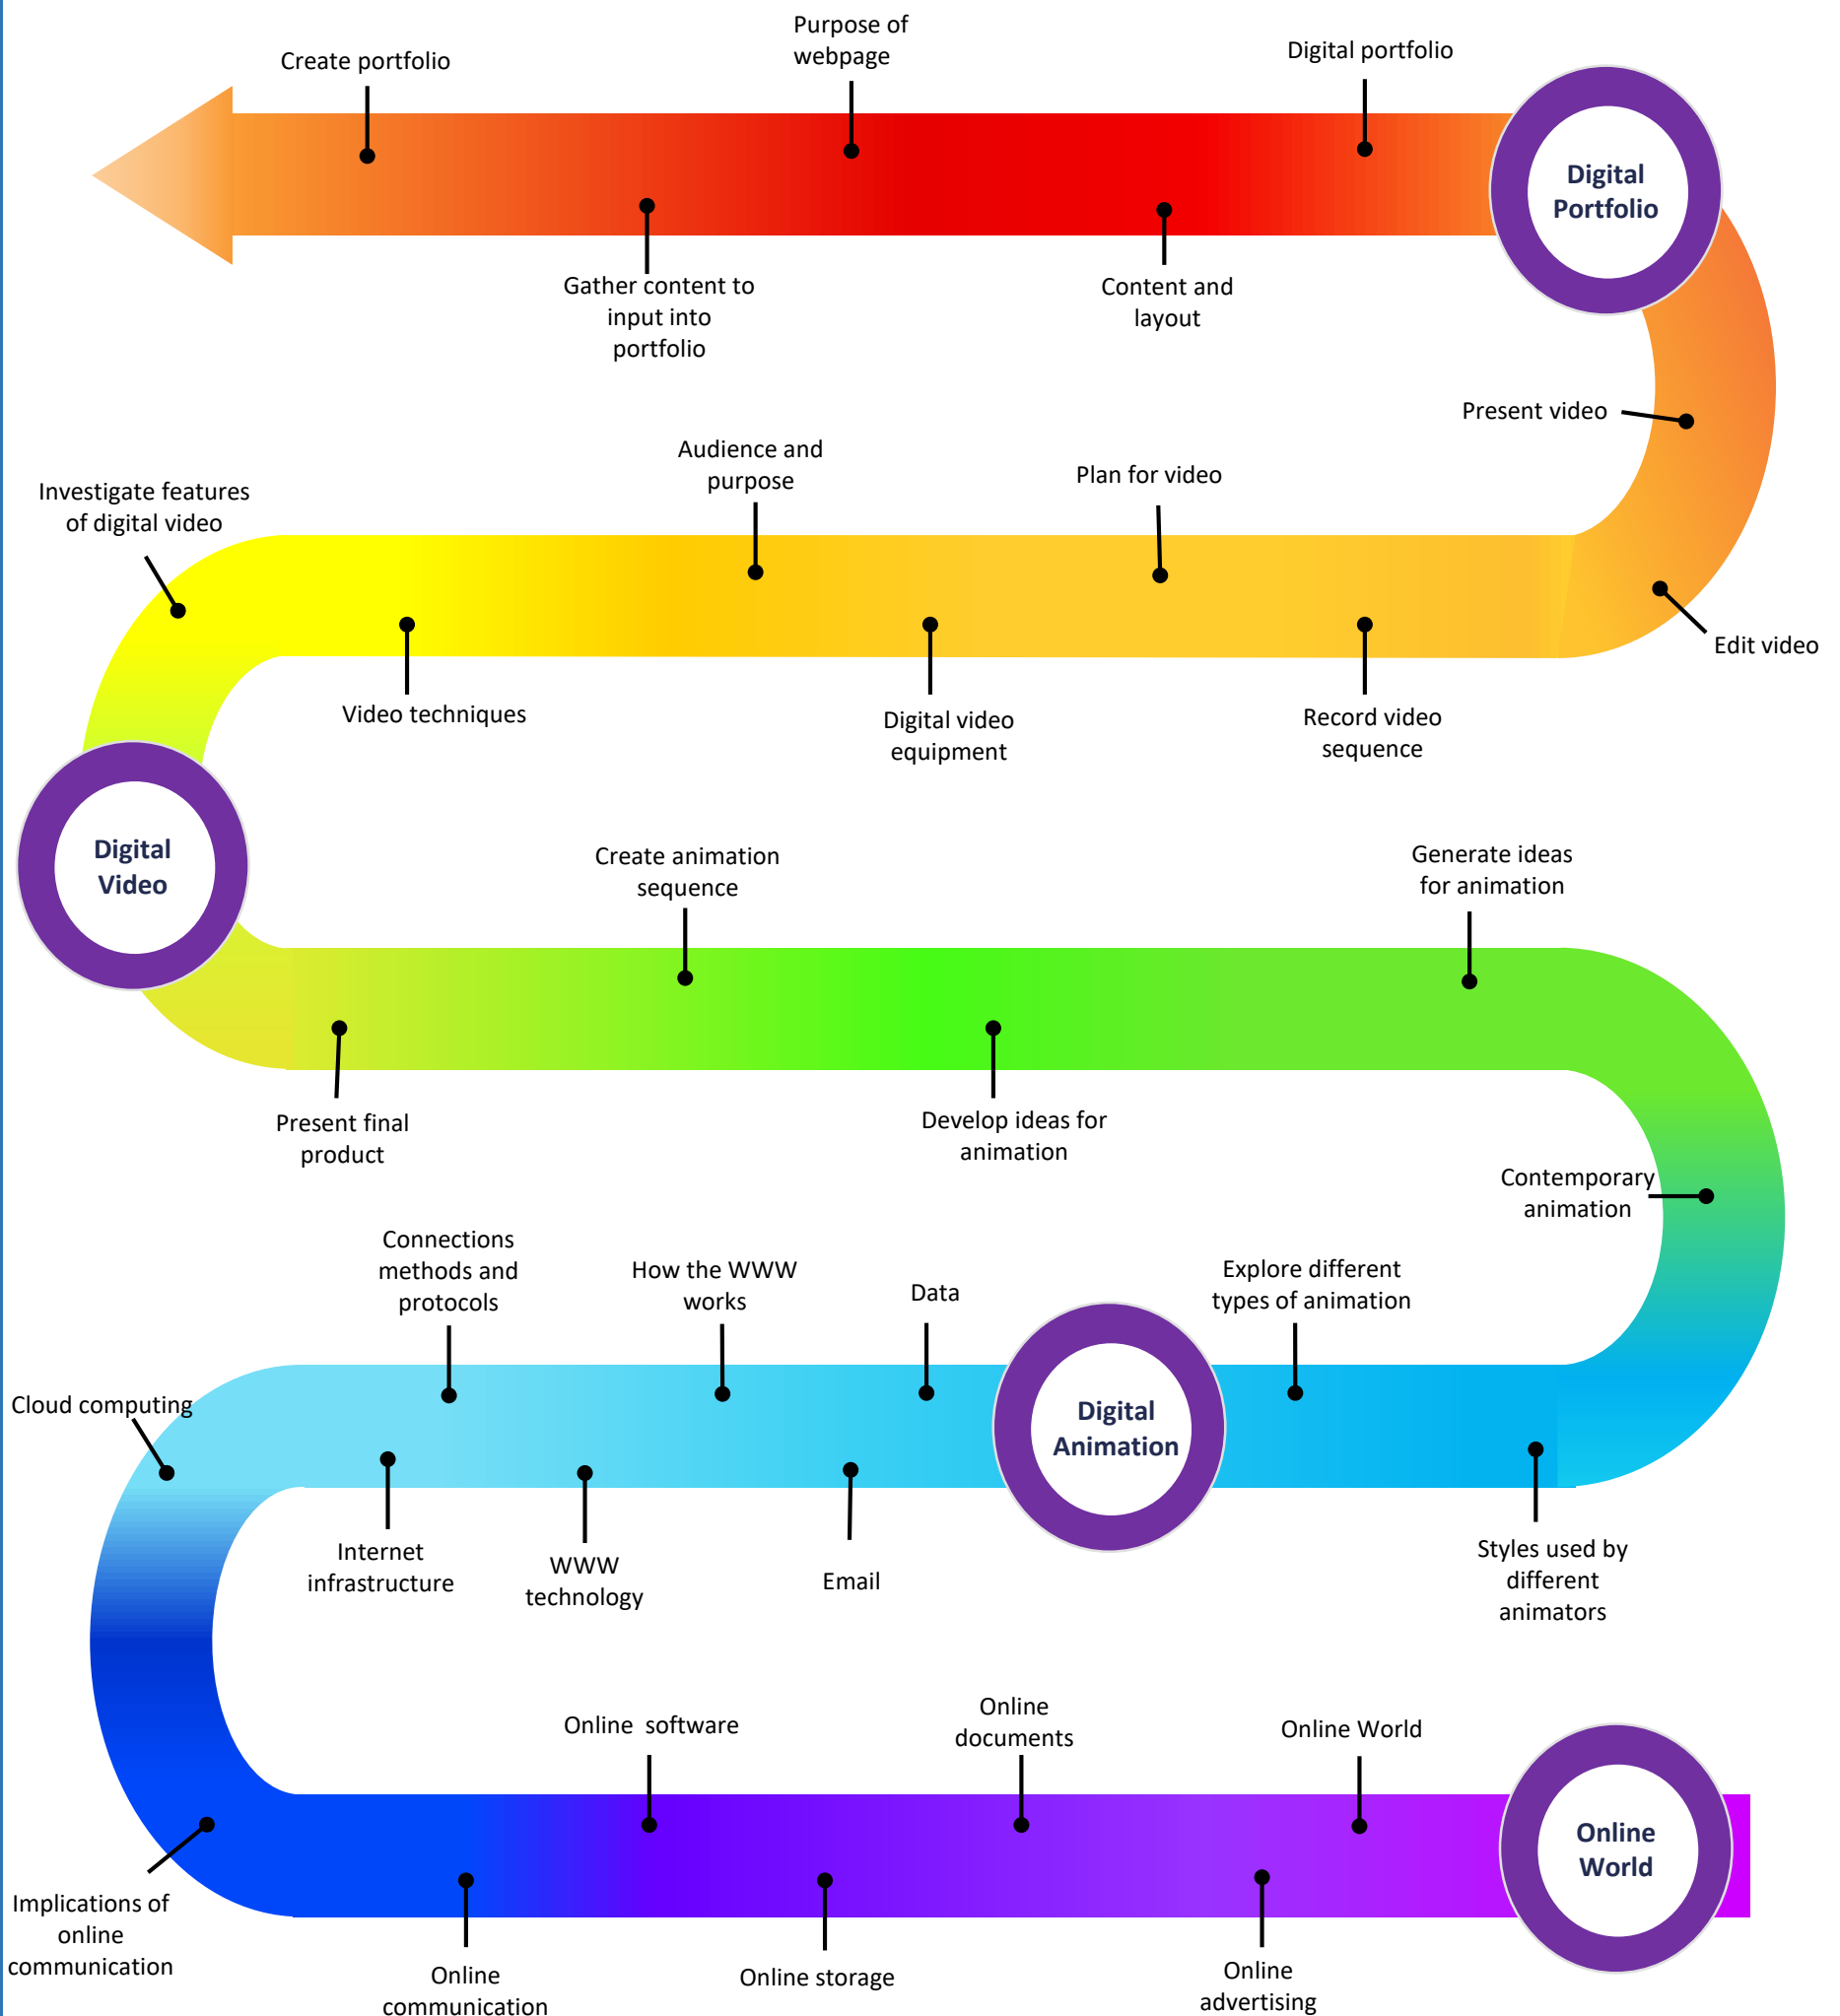 Purpose of
webpage
Create portfolio
Digital portfolio
Digital
Portfolio
Gather content to
input into
portfolio
Content and
layout
Present video
Audience and
purpose
Plan for video
Investigate features
of digital video
Edit video
Video techniques
Digital video
equipment
Record video
sequence
Digital
Video
Create animation
sequence
Generate ideas
for animation
Present final
product
Develop ideas for
animation
Contemporary
animation
Connections
methods and
protocols
How the WWW
works
Data
Explore different
types of animation
Cloud computing
Digital
Animation
Internet
infrastructure
WWW
technology
Email
Styles used by
different
animators
Online software
Online
documents
Online World
Online
World
Implications of
online
communication
Online
communication
Online storage
Online
advertising